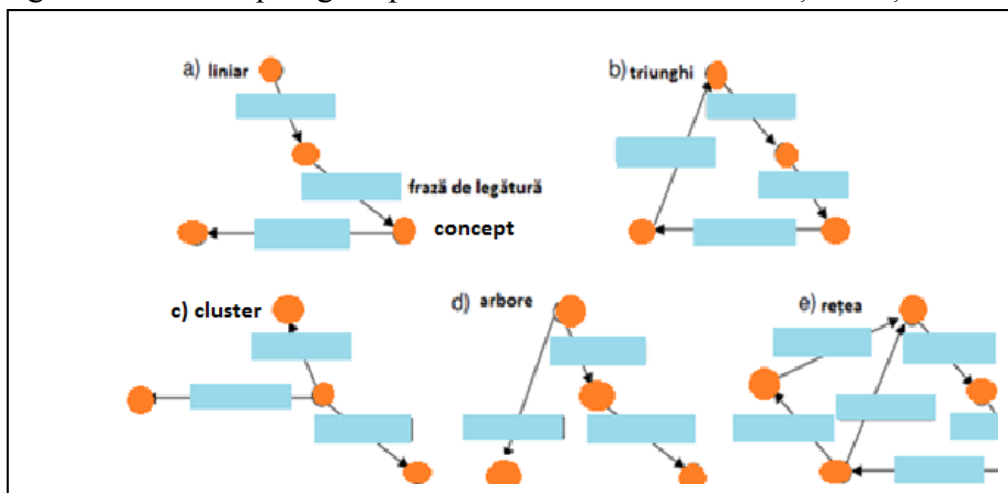 a) liniar
b) triunghi
frază de legătură
concept
c) cluster
d) arbore
e) rețea